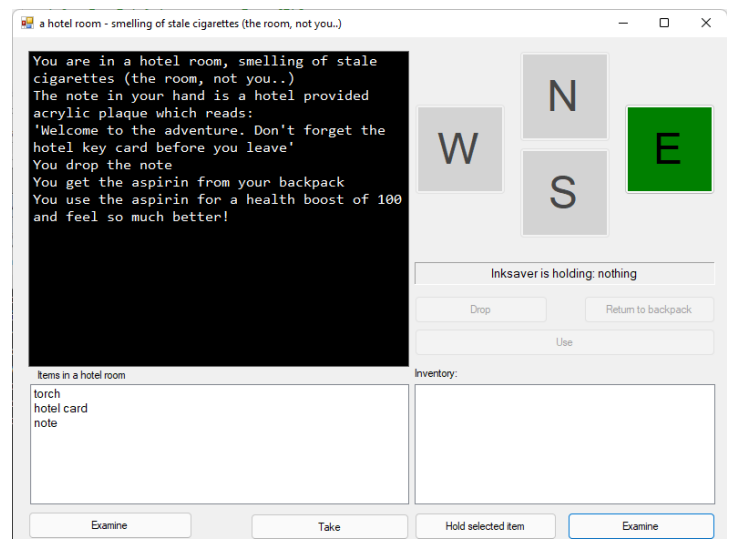 a hotel room - smelling of stale cigarettes (the room, not you..)
You are in a hotel room, smelling of stale
cigarettes (the room, not you..)
The note in your hand is a hotel provided
acrylic plaque which reads:
'Welcome to the adventure. Don't forget the
hotel key card before you leave'
You drop the note
You get the aspirin from your backpack
You use the aspirin for a health boost of 100
and feel so much better!
N
W
E
S
Inksaver is holding: nothing
Drop
Return to backpack
Use
Items in a hotel room
torch
hotel card
note
Inventory:
Examine
Take
Hold selected item
Examine